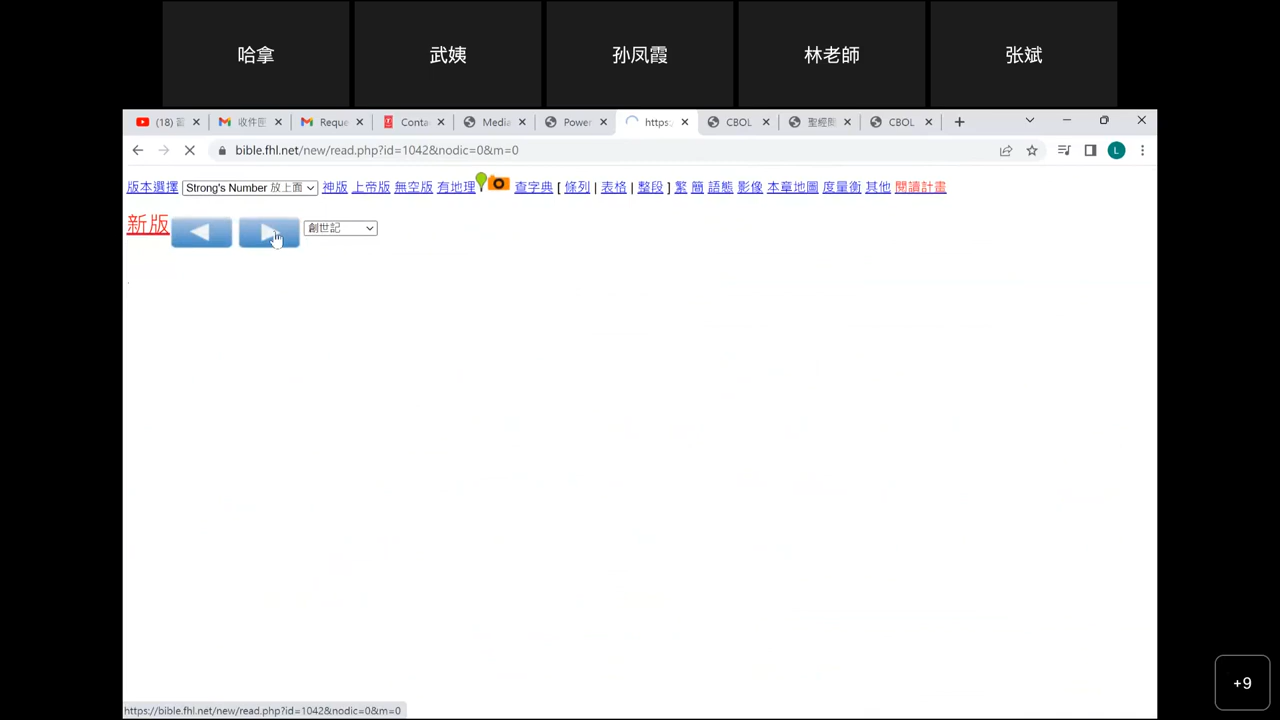 哈拿 武姨 孙凤霞 林老師 张斌
(18) 收件匣 Reque Conta Media Power https: CBOL 聖經 CBOL
bible.fhl.net/new/read.php?id=1042&nodic=0&m=0 L
版本選擇 Strong's Number 放上面 神版 上帝版 無空版 有地理 查字典 [ 條列 | 表格 | 整段 ] 繁 簡 語態 影像 本章地圖 度量衡 其他 閱讀計畫
新版 創世記
+9
https://bible.fhl.net/new/read.php?id=1042&nodic=0&m=0